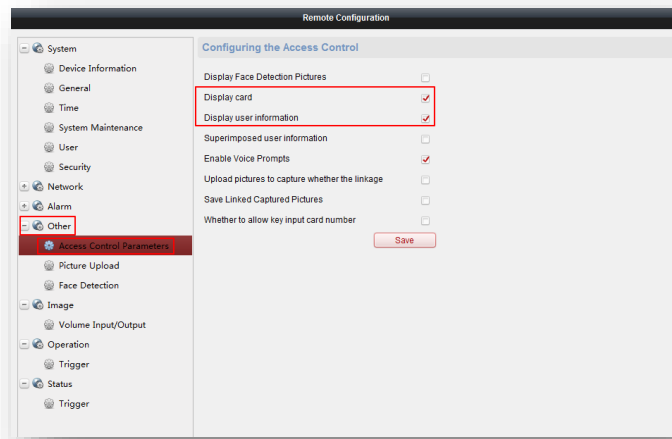 Remote Configuration
System
Device Information
General
Time
System Maintenance
User
Security
Network
Alarm
Other
Access Control Parameters
Picture Upload
Face Detection
Image
Volume Input/Output
Operation
Trigger
Status
Trigger
Configuring the Access Control
Display Face Detection Pictures
Display card
Display user information
Superimposed user information
Enable Voice Prompts
Upload pictures to capture whether the linkage
Save Linked Captured Pictures
Whether to allow key input card number
Save